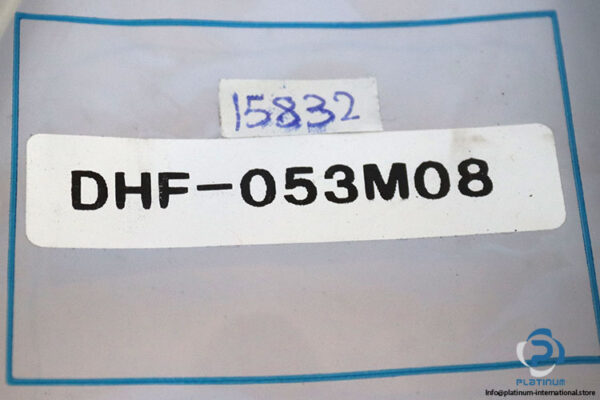 15832
DHF-053M08
PLATINUM
Info@platinum-international.store